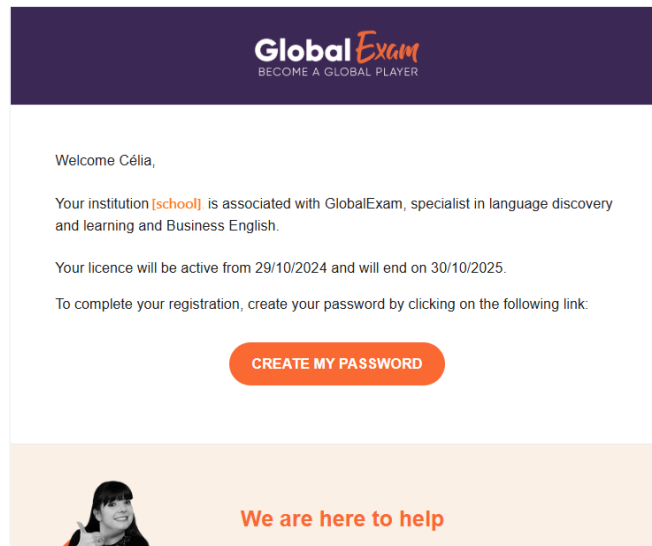 Global Exam
BECOME A GLOBAL PLAYER
Welcome Célia,
Your institution [school] is associated with GlobalExam, specialist in language discovery
and learning and Business English.
Your licence will be active from 29/10/2024 and will end on 30/10/2025.
To complete your registration, create your password by clicking on the following link:
CREATE MY PASSWORD
We are here to help